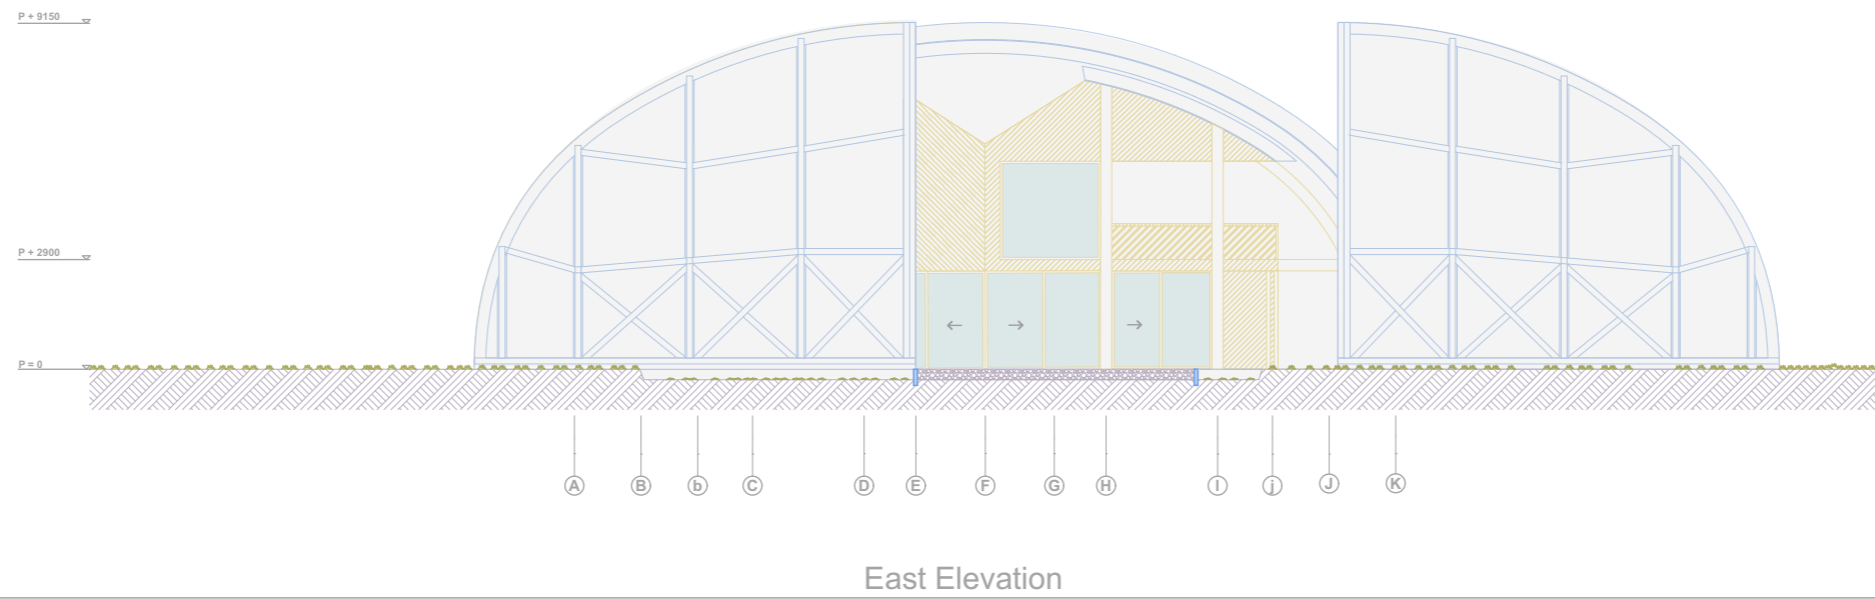 P + 9150
P + 2900
P = 0
A B b C D E F G H I j J K
East Elevation